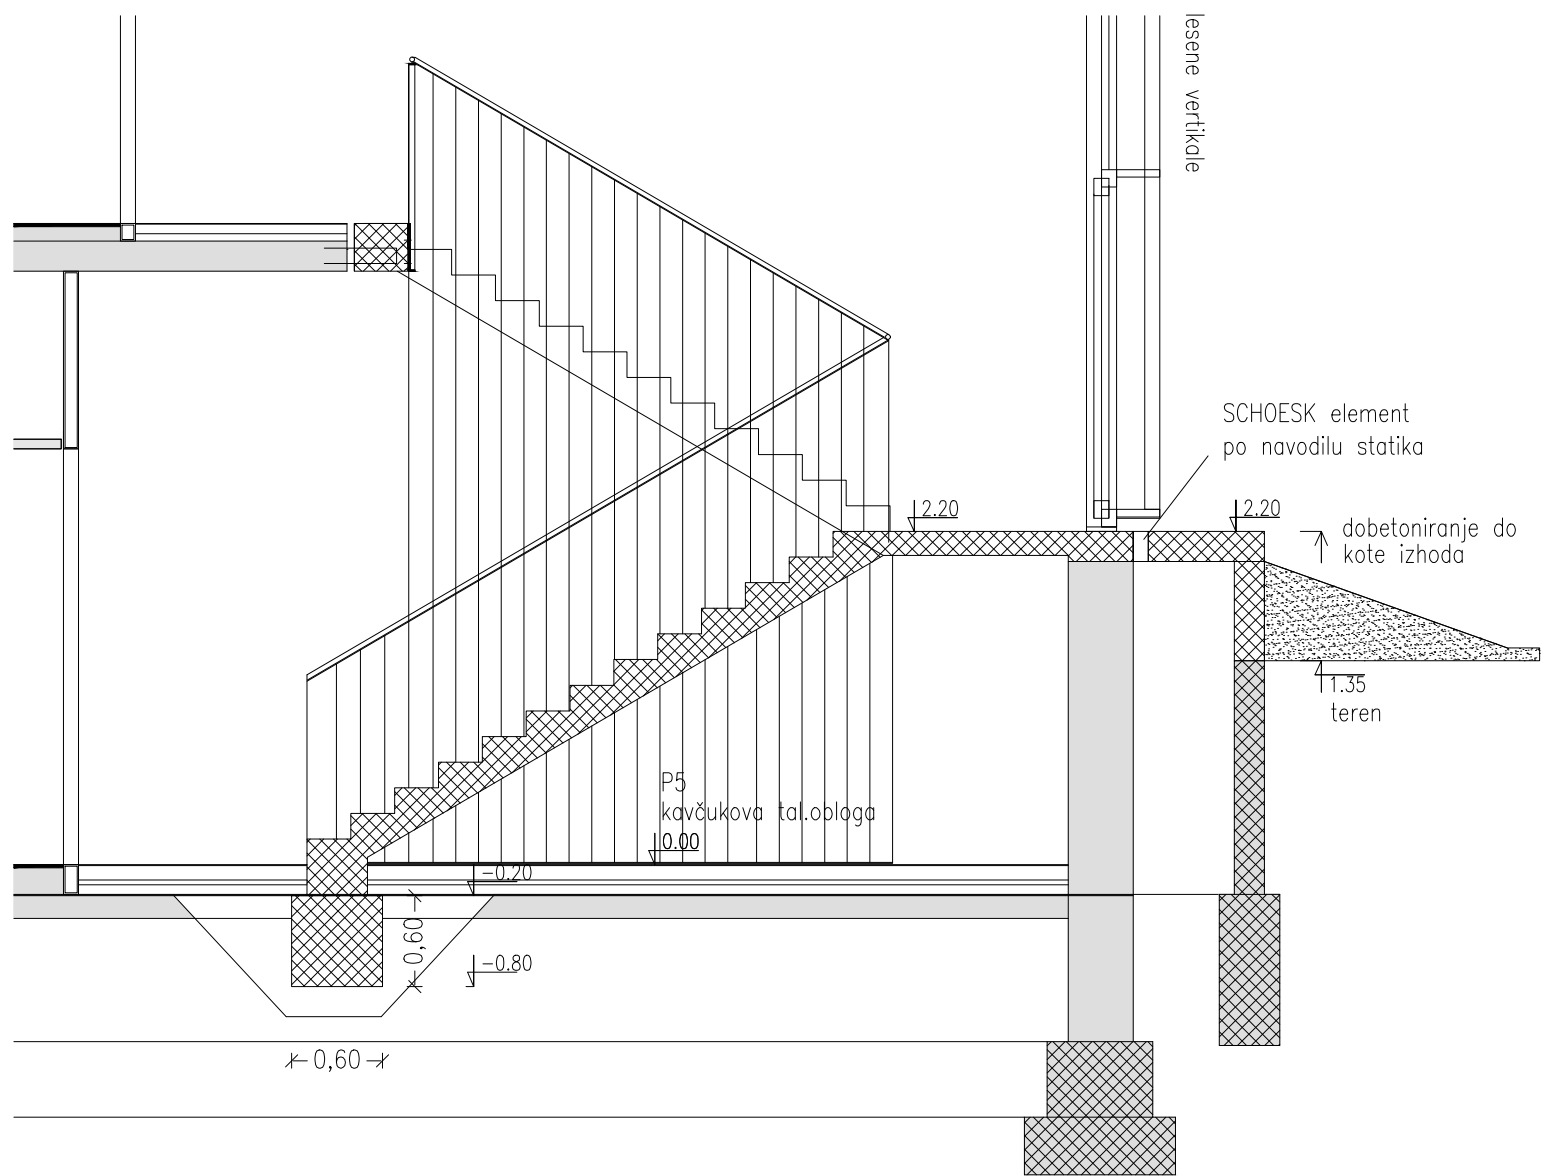 lesene vertikale
SCHOESK element
po navodilu statika
2.20
2.20
dobetoniranje do
kote izhoda
1.35
teren
P5
kavčukova tal.obloga
0.00
-0.20
0,60
-0.80
0,60